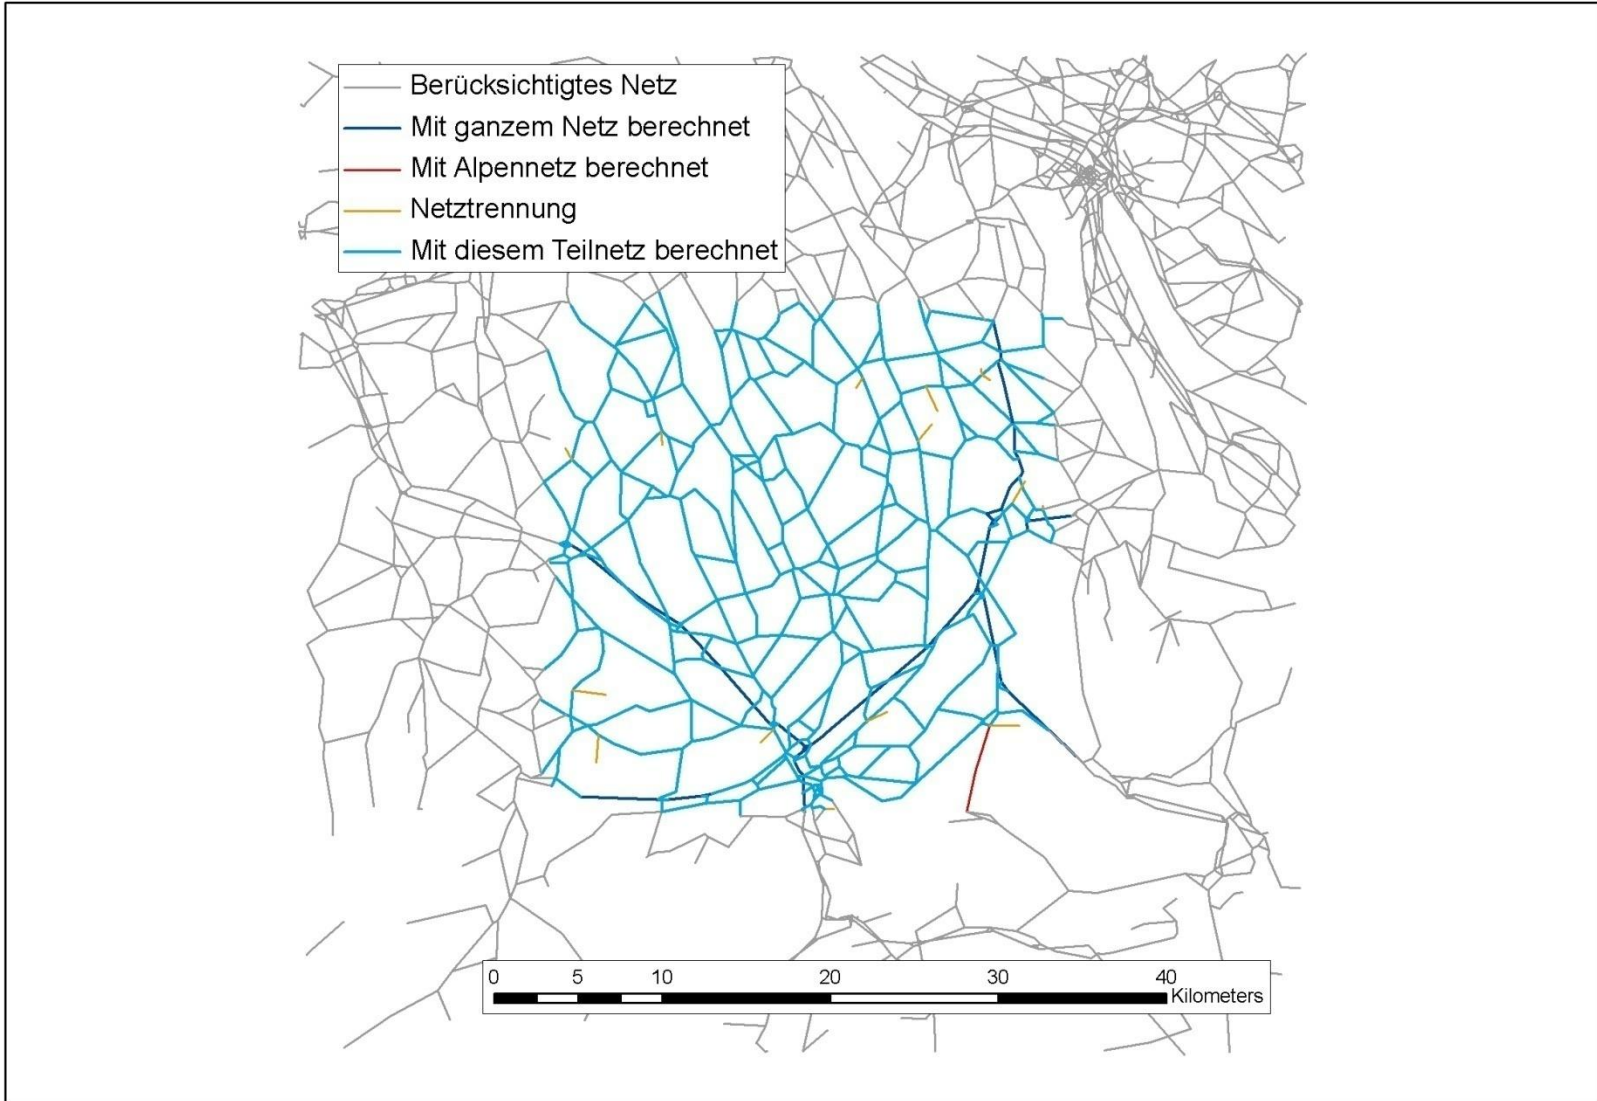 Berücksichtigtes Netz
Mit ganzem Netz berechnet
Mit Alpennetz berechnet
Netztrennung
Mit diesem Teilnetz berechnet
0 5 10 20 30 40
Kilometers